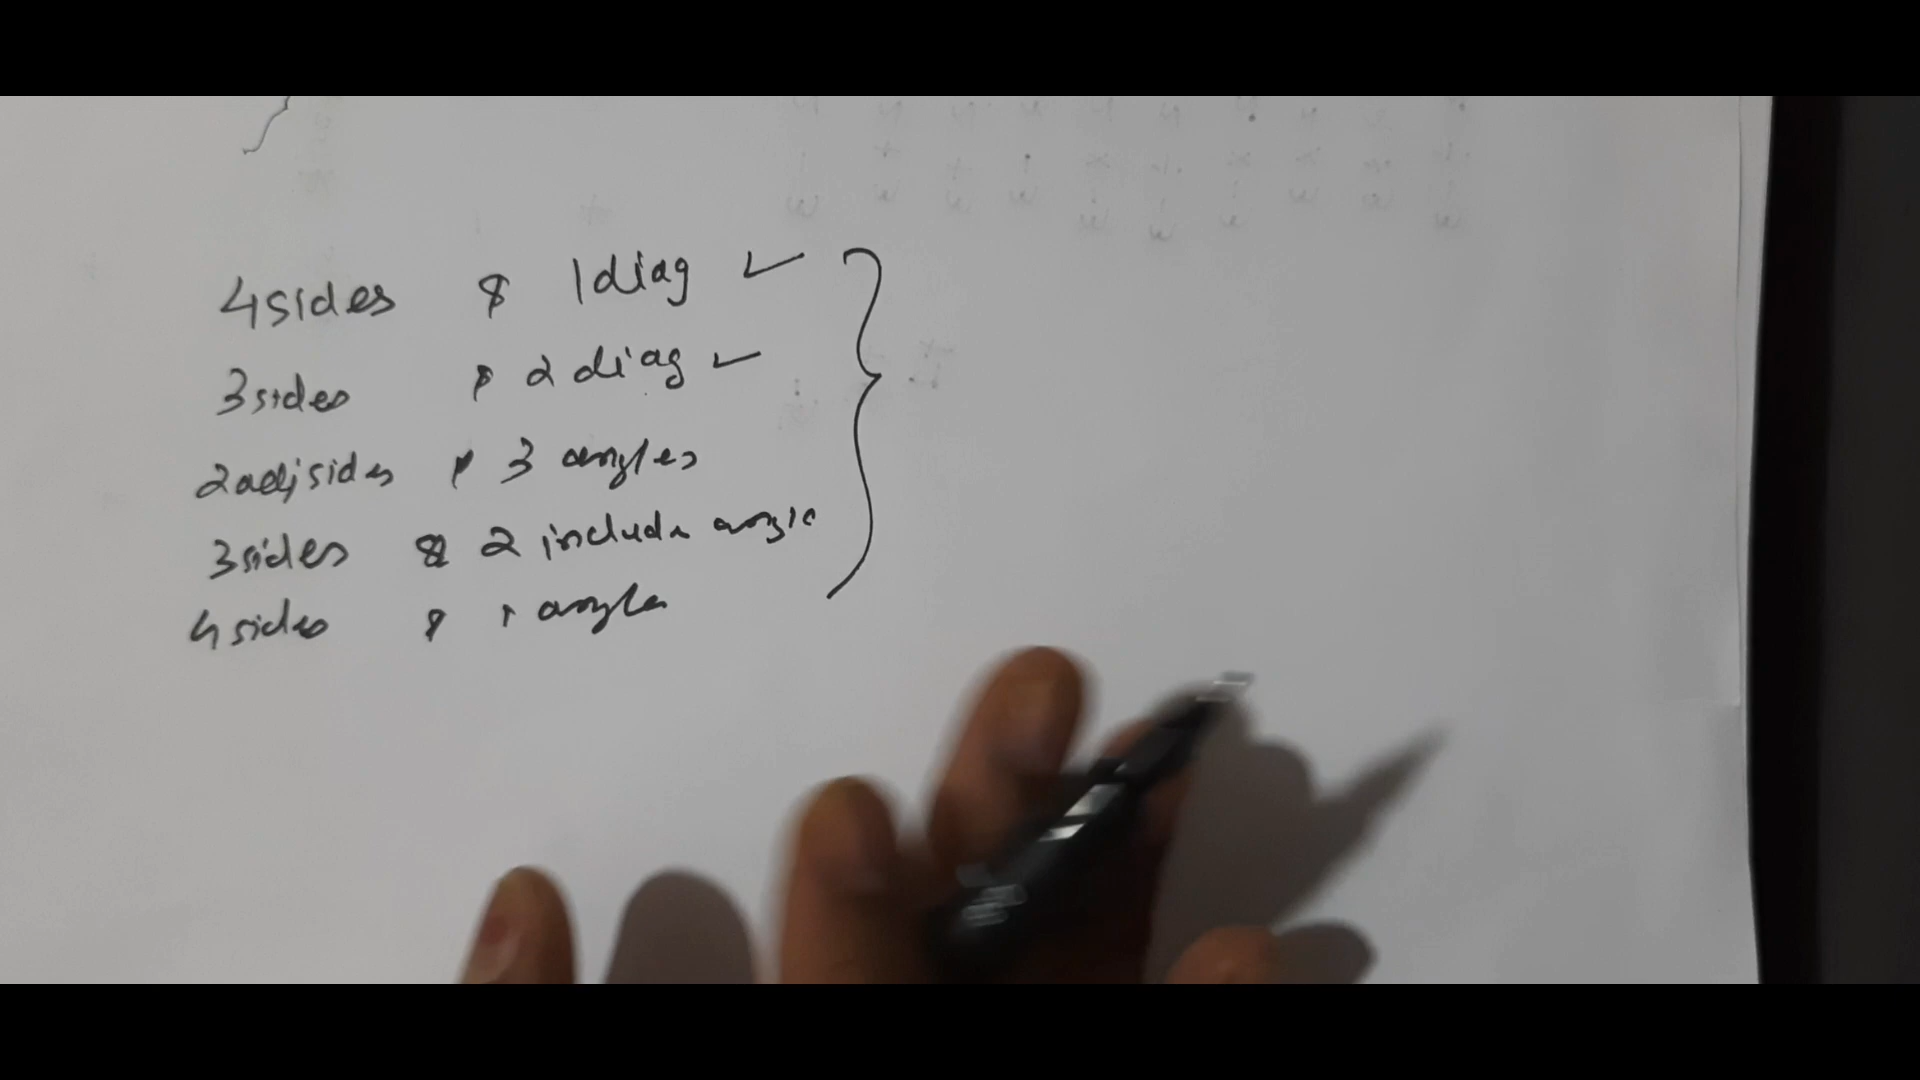 4sides & 1diag ✓
3sides & 2 diag ✓
2adjsides & 3 angles
3sides & 2 include angle
4sides & 1 angle